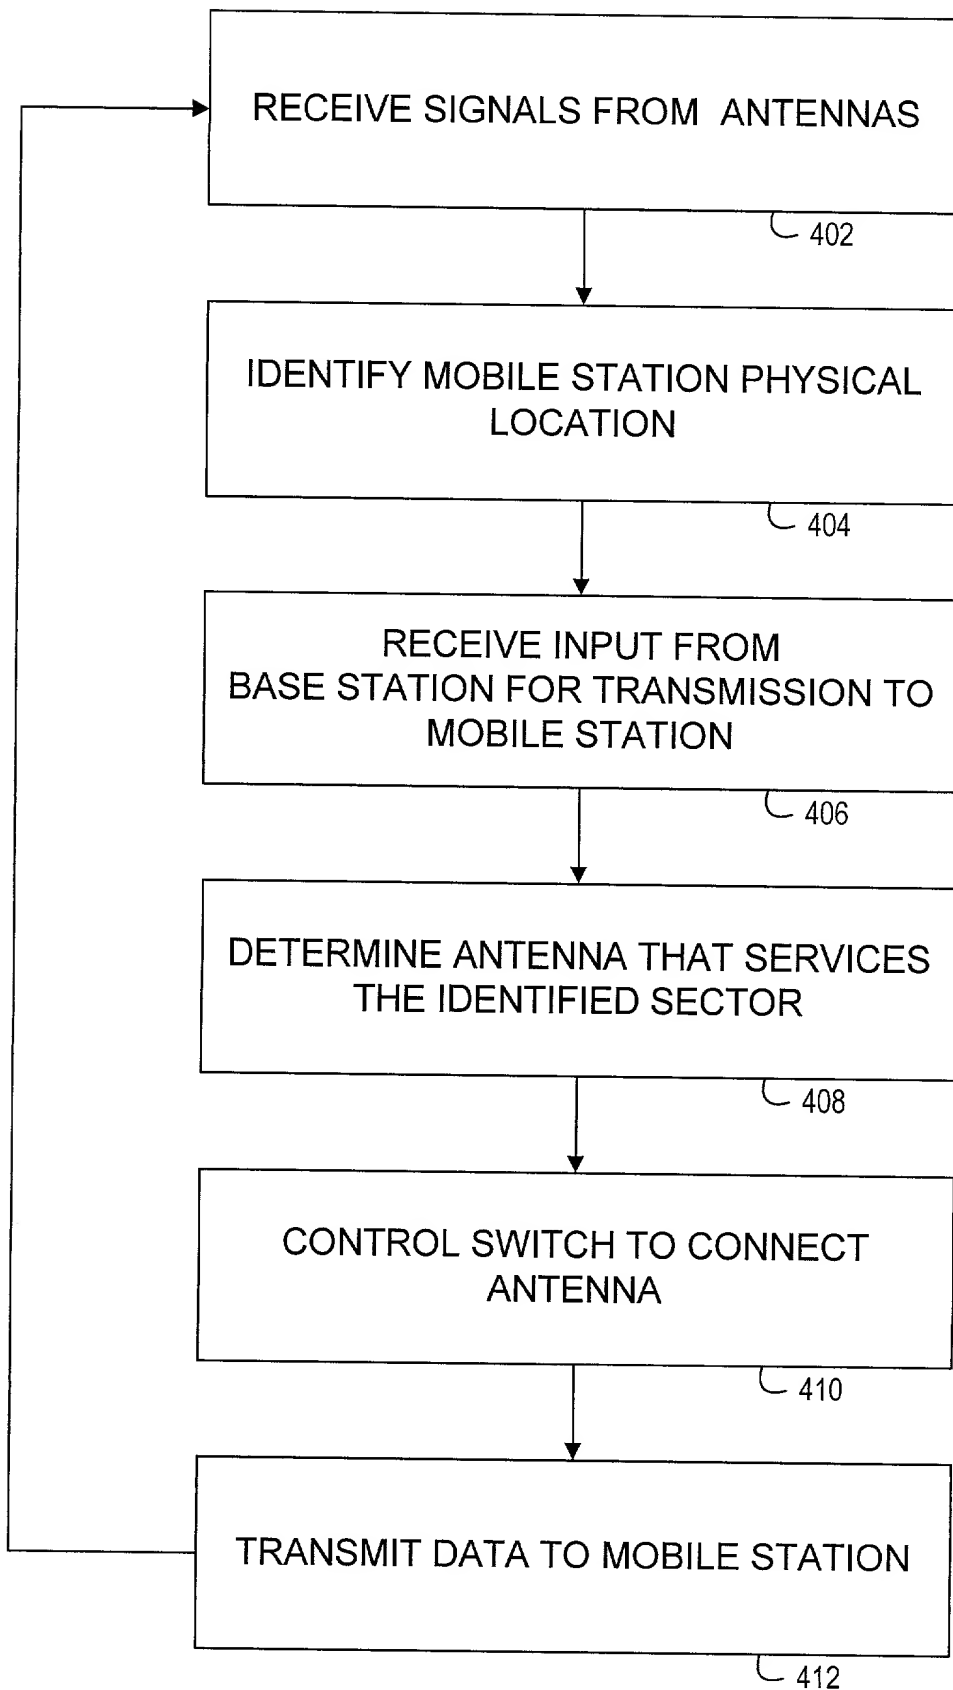 RECEIVE SIGNALS FROM ANTENNAS
402
IDENTIFY MOBILE STATION PHYSICAL
LOCATION
404
RECEIVE INPUT FROM
BASE STATION FOR TRANSMISSION TO
MOBILE STATION
406
DETERMINE ANTENNA THAT SERVICES
THE IDENTIFIED SECTOR
408
CONTROL SWITCH TO CONNECT
ANTENNA
410
TRANSMIT DATA TO MOBILE STATION
412